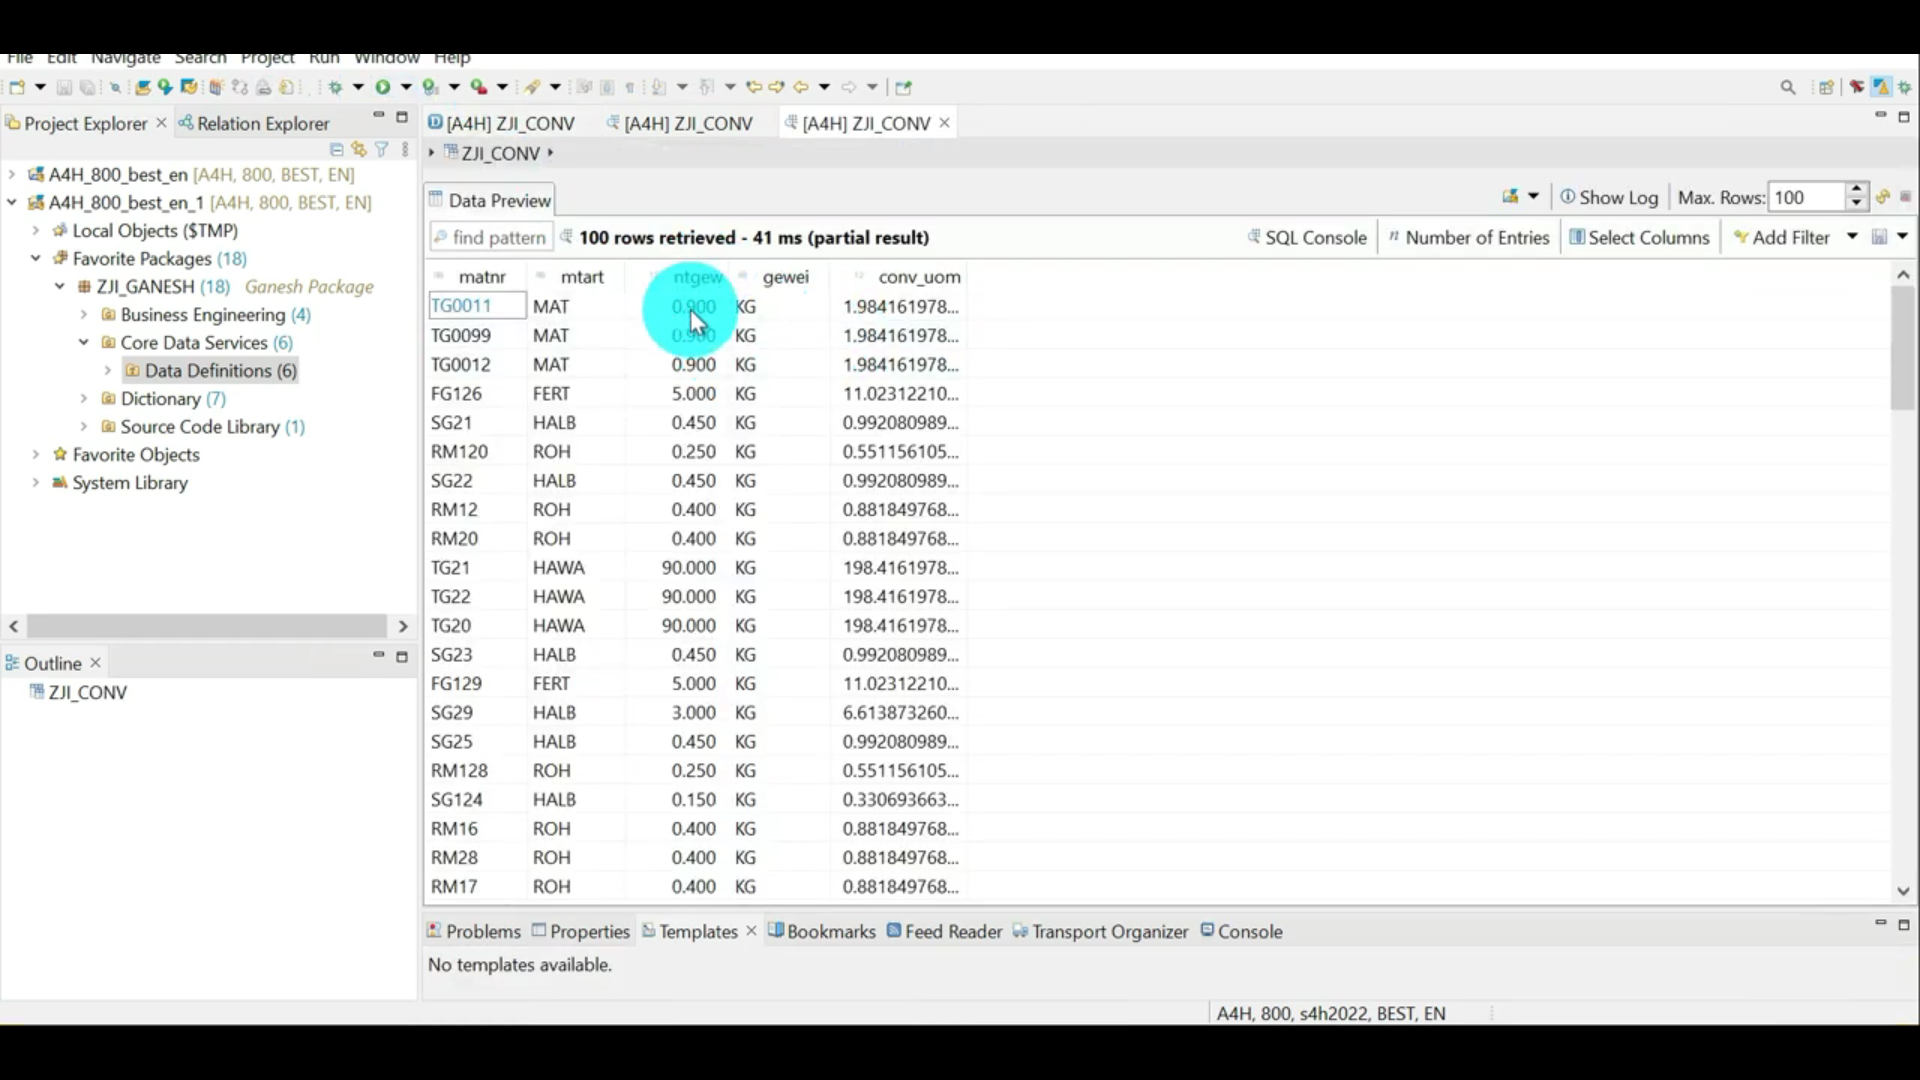 File Edit Navigate Search Project Run Window Help
Project Explorer Relation Explorer
[A4H] ZJI_CONV [A4H] ZJI_CONV [A4H] ZJI_CONV
A4H_800_best_en [A4H, 800, BEST, EN]
A4H_800_best_en_1 [A4H, 800, BEST, EN]
Local Objects ($TMP)
Favorite Packages (18)
ZJI_GANESH (18) Ganesh Package
Business Engineering (4)
Core Data Services (6)
Data Definitions (6)
Dictionary (7)
Source Code Library (1)
Favorite Objects
System Library
Outline
ZJI_CONV
ZJI_CONV
Data Preview
Show Log Max. Rows: 100
find pattern 100 rows retrieved - 41 ms (partial result) SQL Console Number of Entries Select Columns Add Filter
matnr mtart ntgew gewei conv_uom
TG0011 MAT 0.900 KG 1.984161978...
TG0099 MAT 0.900 KG 1.984161978...
TG0012 MAT 0.900 KG 1.984161978...
FG126 FERT 5.000 KG 11.02312210...
SG21 HALB 0.450 KG 0.992080989...
RM120 ROH 0.250 KG 0.551156105...
SG22 HALB 0.450 KG 0.992080989...
RM12 ROH 0.400 KG 0.881849768...
RM20 ROH 0.400 KG 0.881849768...
TG21 HAWA 90.000 KG 198.4161978...
TG22 HAWA 90.000 KG 198.4161978...
TG20 HAWA 90.000 KG 198.4161978...
SG23 HALB 0.450 KG 0.992080989...
FG129 FERT 5.000 KG 11.02312210...
SG29 HALB 3.000 KG 6.613873260...
SG25 HALB 0.450 KG 0.992080989...
RM128 ROH 0.250 KG 0.551156105...
SG124 HALB 0.150 KG 0.330693663...
RM16 ROH 0.400 KG 0.881849768...
RM28 ROH 0.400 KG 0.881849768...
RM17 ROH 0.400 KG 0.881849768...
Problems Properties Templates Bookmarks Feed Reader Transport Organizer Console
No templates available.
A4H, 800, s4h2022, BEST, EN